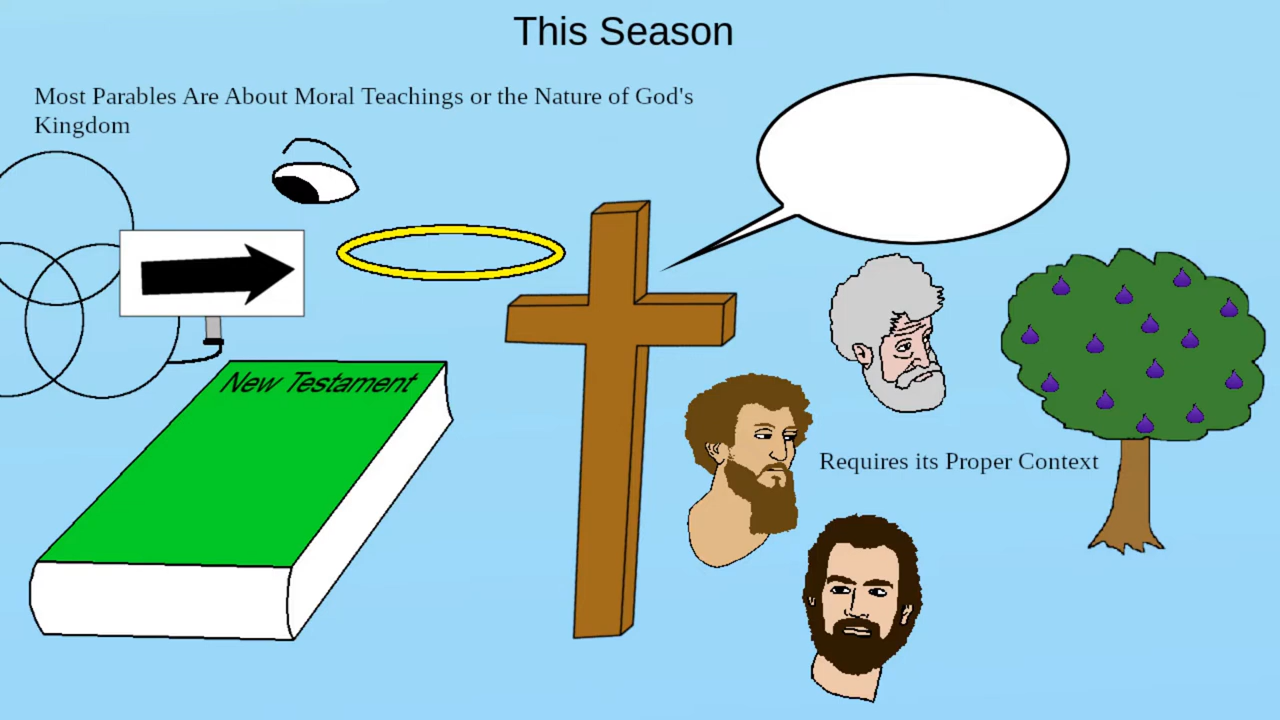 This Season
Most Parables Are About Moral Teachings or the Nature of God's
Kingdom
New Testament
Requires its Proper Context